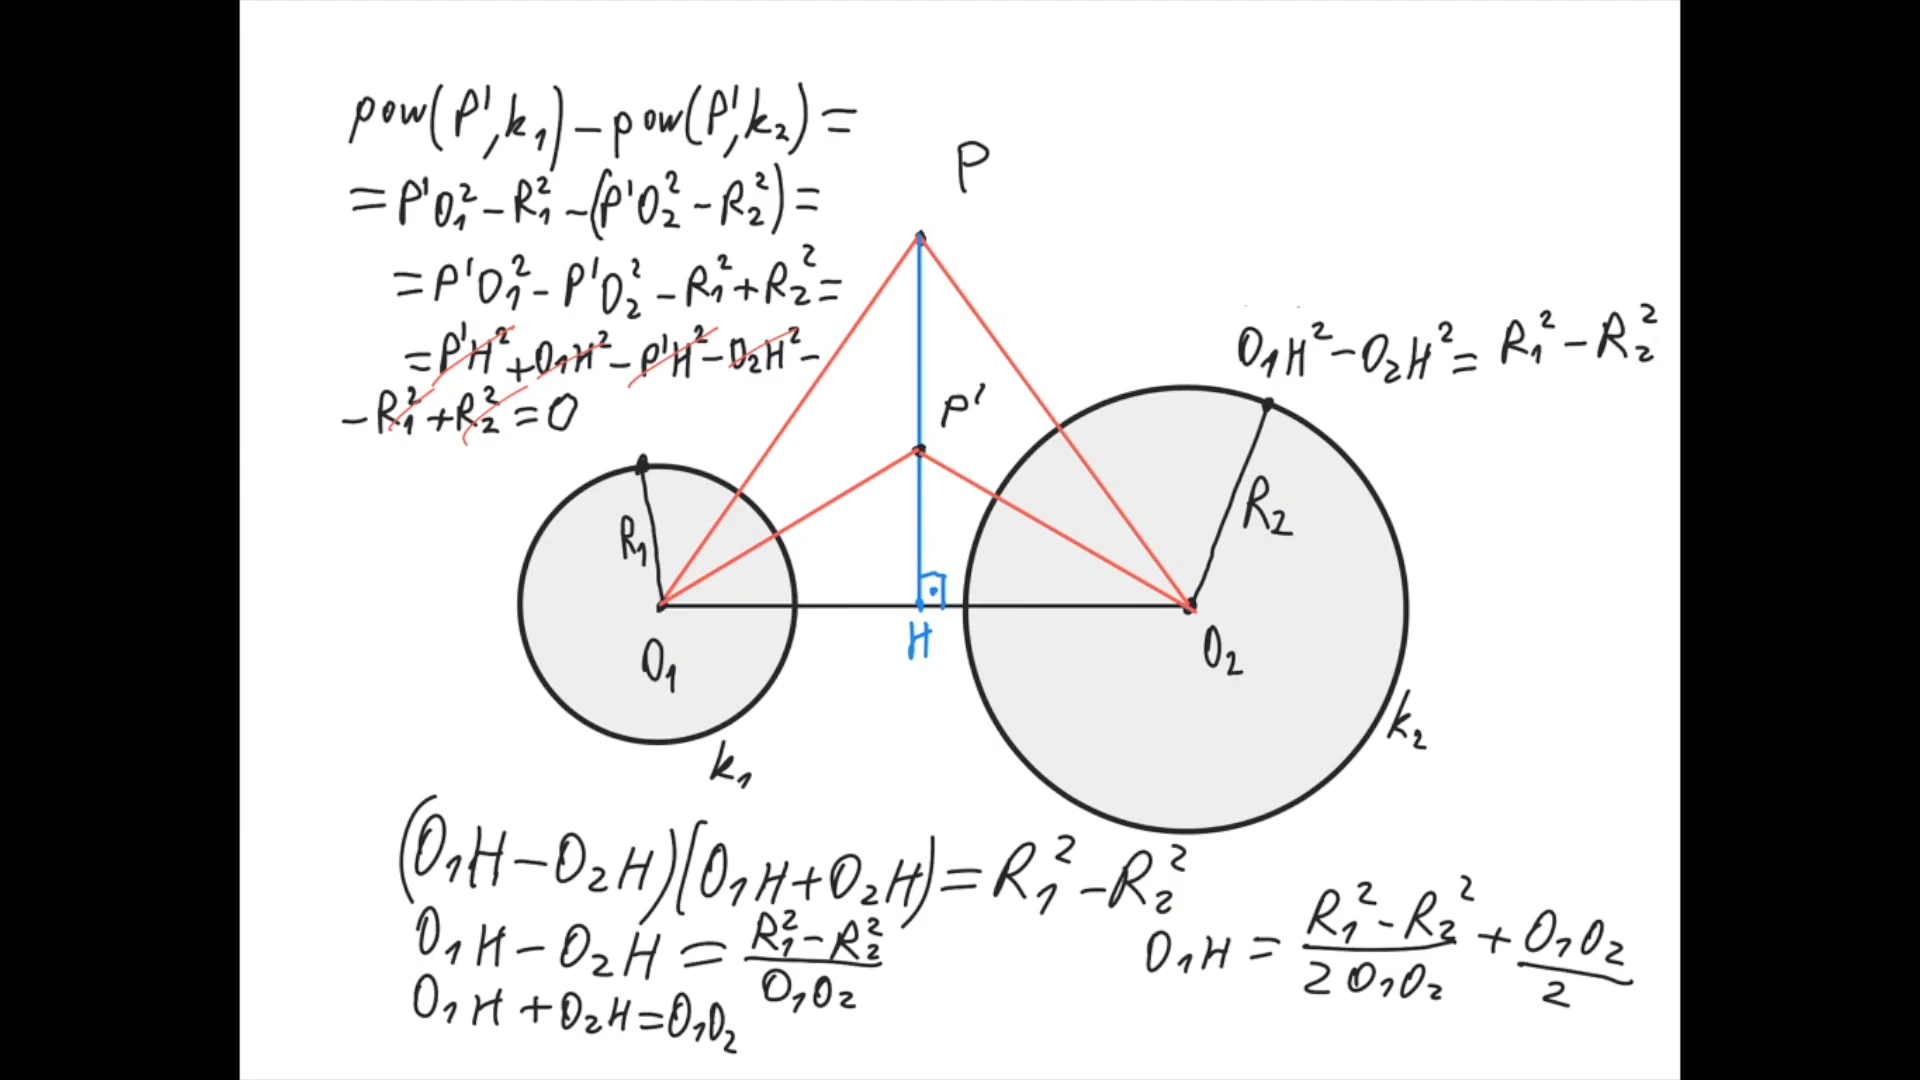 pow(P',k₁)-pow(P',k₂)=
=P'O₁²-R₁²-(P'O₂²-R₂²)=
=P'O₁²-P'O₂²-R₁²+R₂²=
=P'H²+O₁H²-P'H²-O₂H²-
-R₁²+R₂²=0
P
P'
O₁H²-O₂H²=R₁²-R₂²
R₁
R₂
H
O₁
O₂
k₁
k₂
(O₁H-O₂H)(O₁H+O₂H)=R₁²-R₂²
O₁H-O₂H=(R₁²-R₂²)/(O₁O₂)
O₁H+O₂H=O₁O₂
O₁H=(R₁²-R₂²)/(2O₁O₂)+(O₁O₂)/2